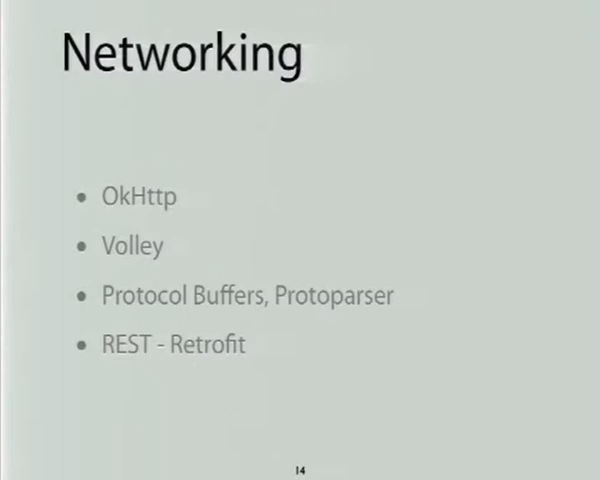 Networking
• OkHttp
• Volley
• Protocol Buffers, Protoparser
• REST - Retrofit
14